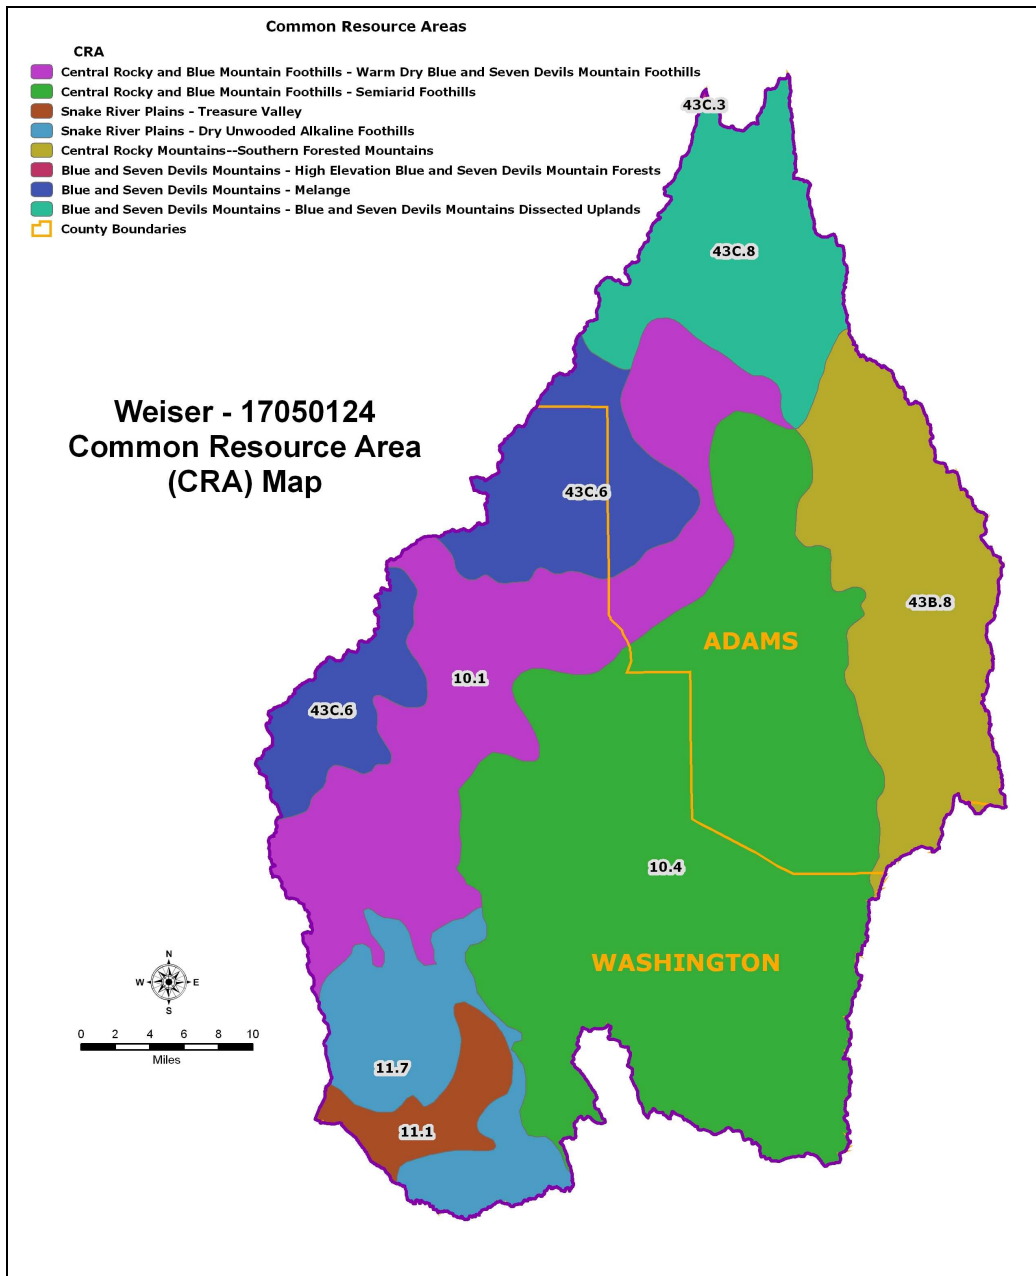 Common Resource Areas
CRA
Central Rocky and Blue Mountain Foothills - Warm Dry Blue and Seven Devils Mountain Foothills
Central Rocky and Blue Mountain Foothills - Semiarid Foothills
Snake River Plains - Treasure Valley
Snake River Plains - Dry Unwooded Alkaline Foothills
Central Rocky Mountains--Southern Forested Mountains
Blue and Seven Devils Mountains - High Elevation Blue and Seven Devils Mountain Forests
Blue and Seven Devils Mountains - Melange
Blue and Seven Devils Mountains - Blue and Seven Devils Mountains Dissected Uplands
County Boundaries
43C.3
43C.8
Weiser - 17050124
Common Resource Area
(CRA) Map
43C.6
43B.8
ADAMS
10.1
43C.6
10.4
WASHINGTON
N
W E
S
0 2 4 6 8 10
Miles
11.7
11.1